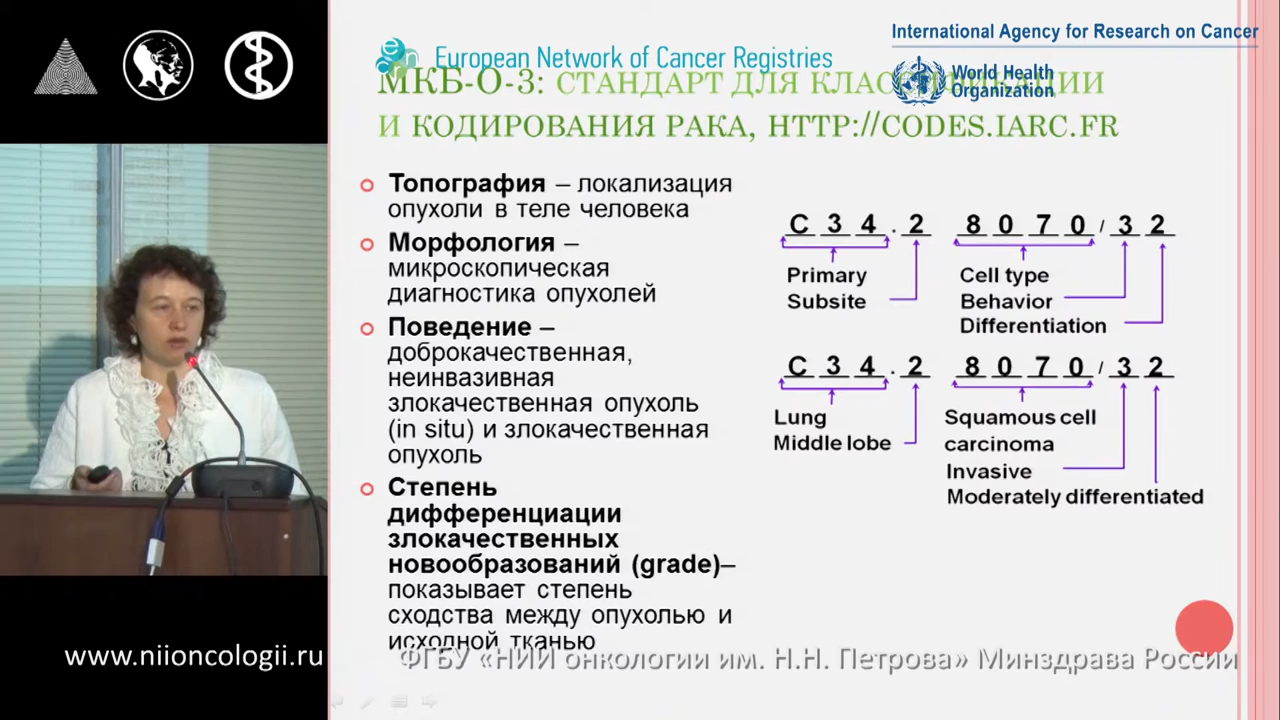 International Agency for Research on Cancer
European Network of Cancer Registries
World Health
Organization
МКБ-О-3: СТАНДАРТ ДЛЯ КЛАССИФИКАЦИИ
И КОДИРОВАНИЯ РАКА, HTTP://CODES.IARC.FR
Топография – локализация
опухоли в теле человека
Морфология –
микроскопическая
диагностика опухолей
Поведение –
доброкачественная,
неинвазивная
злокачественная опухоль
(in situ) и злокачественная
опухоль
Степень
дифференциации
злокачественных
новообразований (grade)–
показывает степень
сходства между опухолью и
исходной тканью
C 3 4 . 2 8 0 7 0 / 3 2
Primary
Subsite
Cell type
Behavior
Differentiation
C 3 4 . 2 8 0 7 0 / 3 2
Lung
Middle lobe
Squamous cell
carcinoma
Invasive
Moderately differentiated
www.niioncologii.ru
ФГБУ «НИИ онкологии им. Н.Н. Петрова» Минздрава России